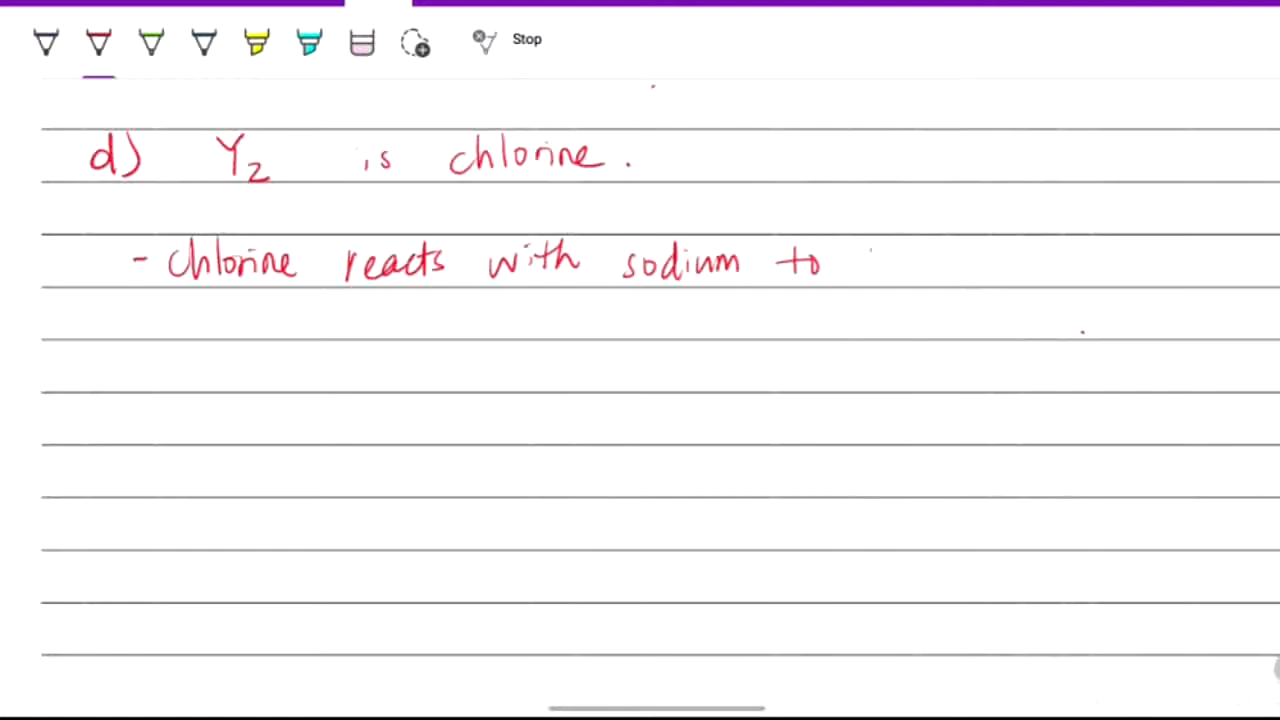 Stop
d) Y2 is chlorine.
- chlorine reacts with sodium to